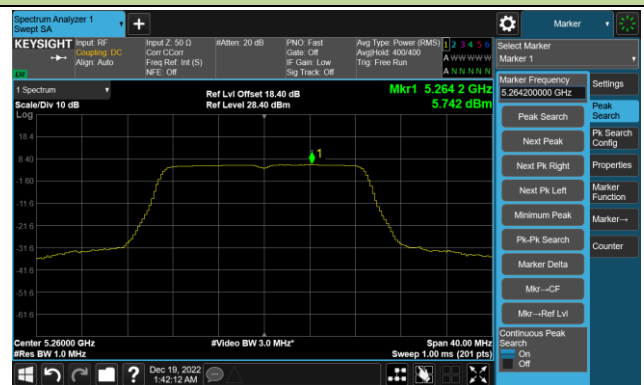 Spectrum Analyzer 1
Swept SA
Marker
KEYSIGHT
Input: RF
Coupling: DC
Align: Auto
Input Z: 50 Ω
Corr CCorr
Freq Ref: Int (S)
NFE: Off
#Atten: 20 dB
PNO: Fast
Gate: Off
IF Gain: Low
Sig Track: Off
Avg Type: Power (RMS)
Avg|Hold: 400/400
Trig: Free Run
1 2 3 4 5 6
A W W W W W
A N N N N N
LXI
Select Marker
Marker 1
1 Spectrum
Scale/Div 10 dB
Log
Ref Lvl Offset 18.40 dB
Ref Level 28.40 dBm
Mkr1 5.264 2 GHz
5.742 dBm
18.4
8.40
-1.60
-11.6
-21.6
-31.6
-41.6
-51.6
-61.6
1
Center 5.26000 GHz
#Res BW 1.0 MHz
#Video BW 3.0 MHz*
Span 40.00 MHz
Sweep 1.00 ms (201 pts)
Marker Frequency
5.264200000 GHz
Peak Search
Next Peak
Next Pk Right
Next Pk Left
Minimum Peak
Pk-Pk Search
Marker Delta
Mkr→CF
Mkr→Ref Lvl
Continuous Peak
Search
On
Off
Settings
Peak
Search
Pk Search
Config
Properties
Marker
Function
Marker→
Counter
Dec 19, 2022
1:42:12 AM